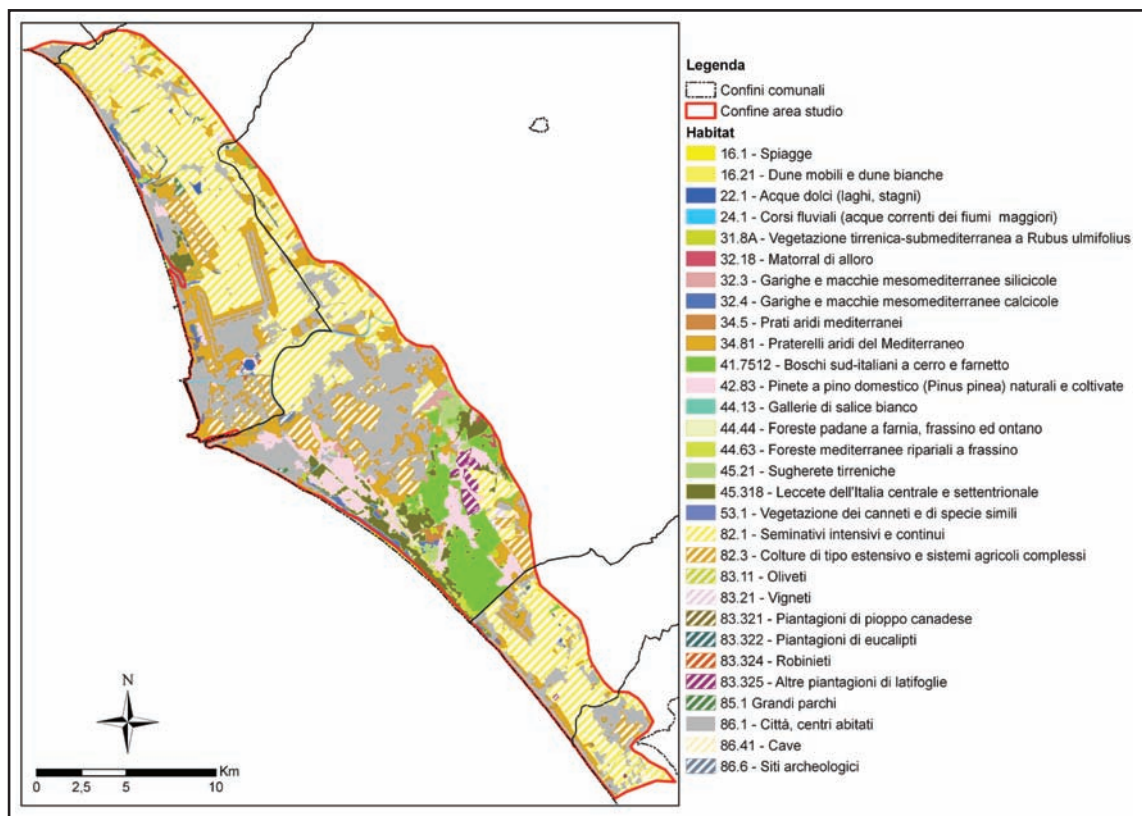 Legenda
Confini comunali
Confine area studio
Habitat
16.1 - Spiagge
16.21 - Dune mobili e dune bianche
22.1 - Acque dolci (laghi, stagni)
24.1 - Corsi fluviali (acque correnti dei fiumi maggiori)
31.8A - Vegetazione tirrenica-submediterranea a Rubus ulmifolius
32.18 - Matorral di alloro
32.3 - Garighe e macchie mesomediterranee silicicole
32.4 - Garighe e macchie mesomediterranee calcicole
34.5 - Prati aridi mediterranei
34.81 - Praterelli aridi del Mediterraneo
41.7512 - Boschi sud-italiani a cerro e farnetto
42.83 - Pinete a pino domestico (Pinus pinea) naturali e coltivate
44.13 - Gallerie di salice bianco
44.44 - Foreste padane a farnia, frassino ed ontano
44.63 - Foreste mediterranee ripariali a frassino
45.21 - Sugherete tirreniche
45.318 - Leccete dell'Italia centrale e settentrionale
53.1 - Vegetazione dei canneti e di specie simili
82.1 - Seminativi intensivi e continui
82.3 - Colture di tipo estensivo e sistemi agricoli complessi
83.11 - Oliveti
83.21 - Vigneti
83.321 - Piantagioni di pioppo canadese
83.322 - Piantagioni di eucalipti
83.324 - Robinieti
83.325 - Altre piantagioni di latifoglie
85.1 Grandi parchi
86.1 - Città, centri abitati
86.41 - Cave
86.6 - Siti archeologici
N
Km
0 2,5 5 10